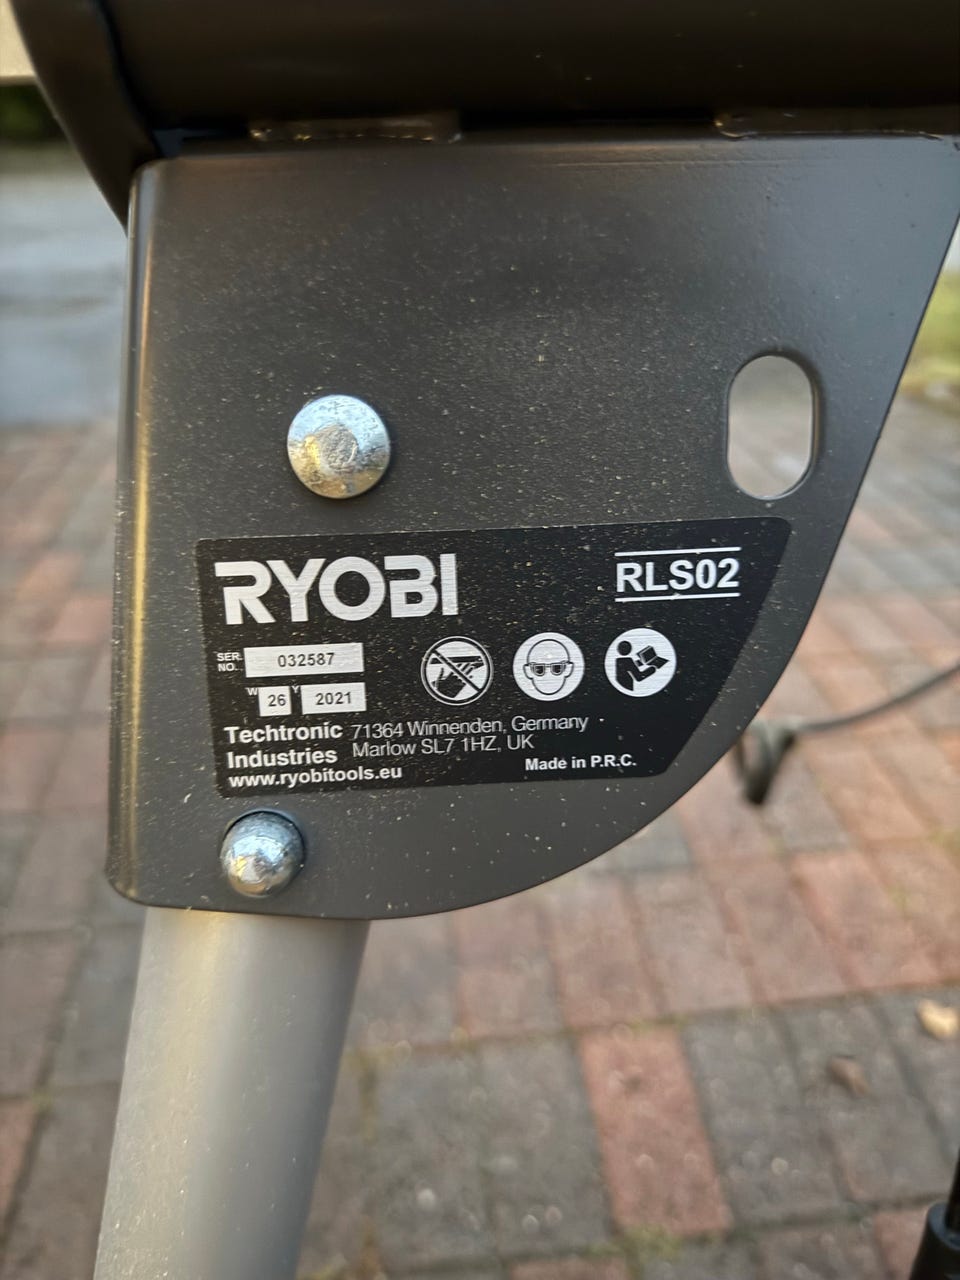 RYOBI
RLS02
SER. NO. 032587
W 26 Y 2021
Techtronic Industries
71364 Winnenden, Germany
Marlow SL7 1HZ, UK
www.ryobitools.eu
Made in P.R.C.